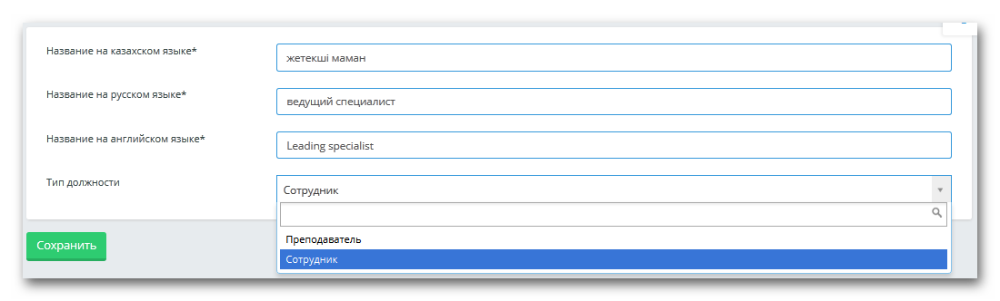 Название на казахском языке*
жетекші маман
Название на русском языке*
ведущий специалист
Название на английском языке*
Leading specialist
Тип должности
Сотрудник
Преподаватель
Сотрудник
Сохранить